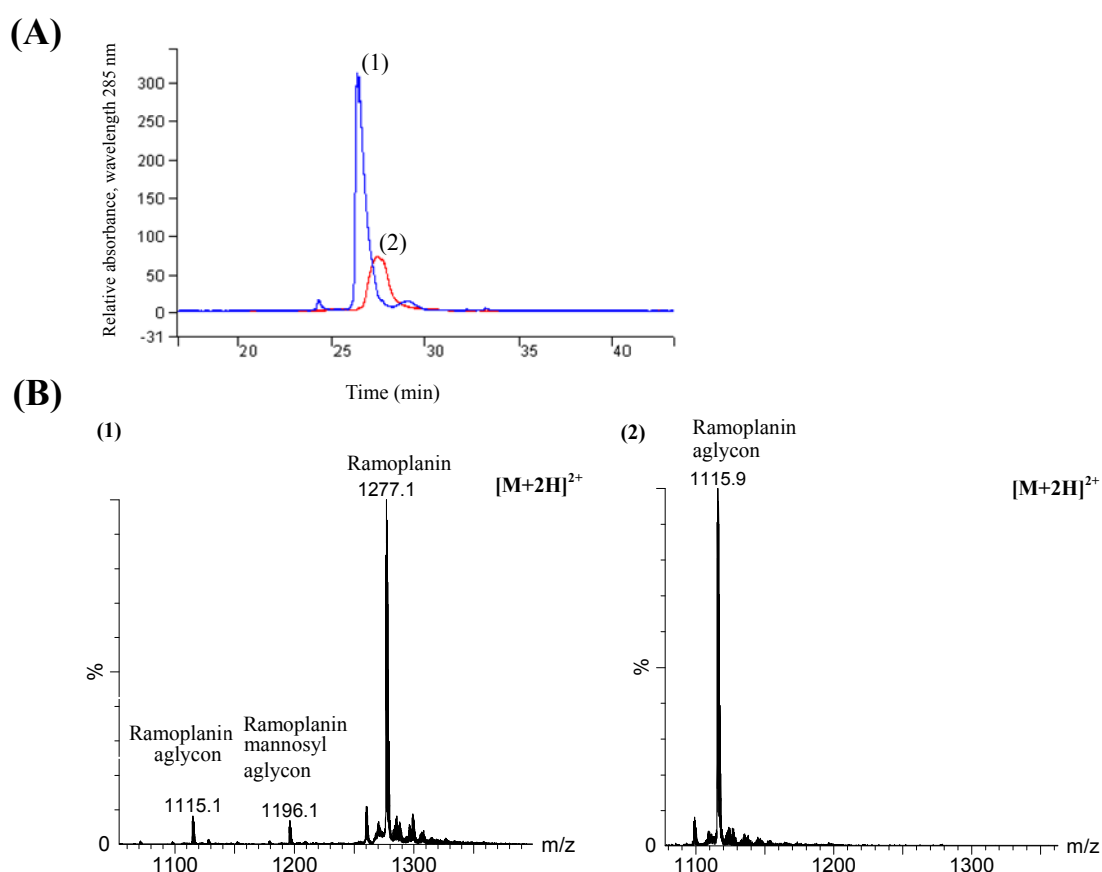 (A)
Relative absorbance, wavelength 285 nm
300
250
200
150
100
50
0
-31
(1)
(2)
20
25
30
35
40
Time (min)
(B)
(1)
Ramoplanin
1277.1
[M+2H]²⁺
%
Ramoplanin
aglycon
1115.1
Ramoplanin
mannosyl
aglycon
1196.1
0
1100
1200
1300
m/z
(2)
Ramoplanin
aglycon
1115.9
[M+2H]²⁺
%
0
1100
1200
1300
m/z